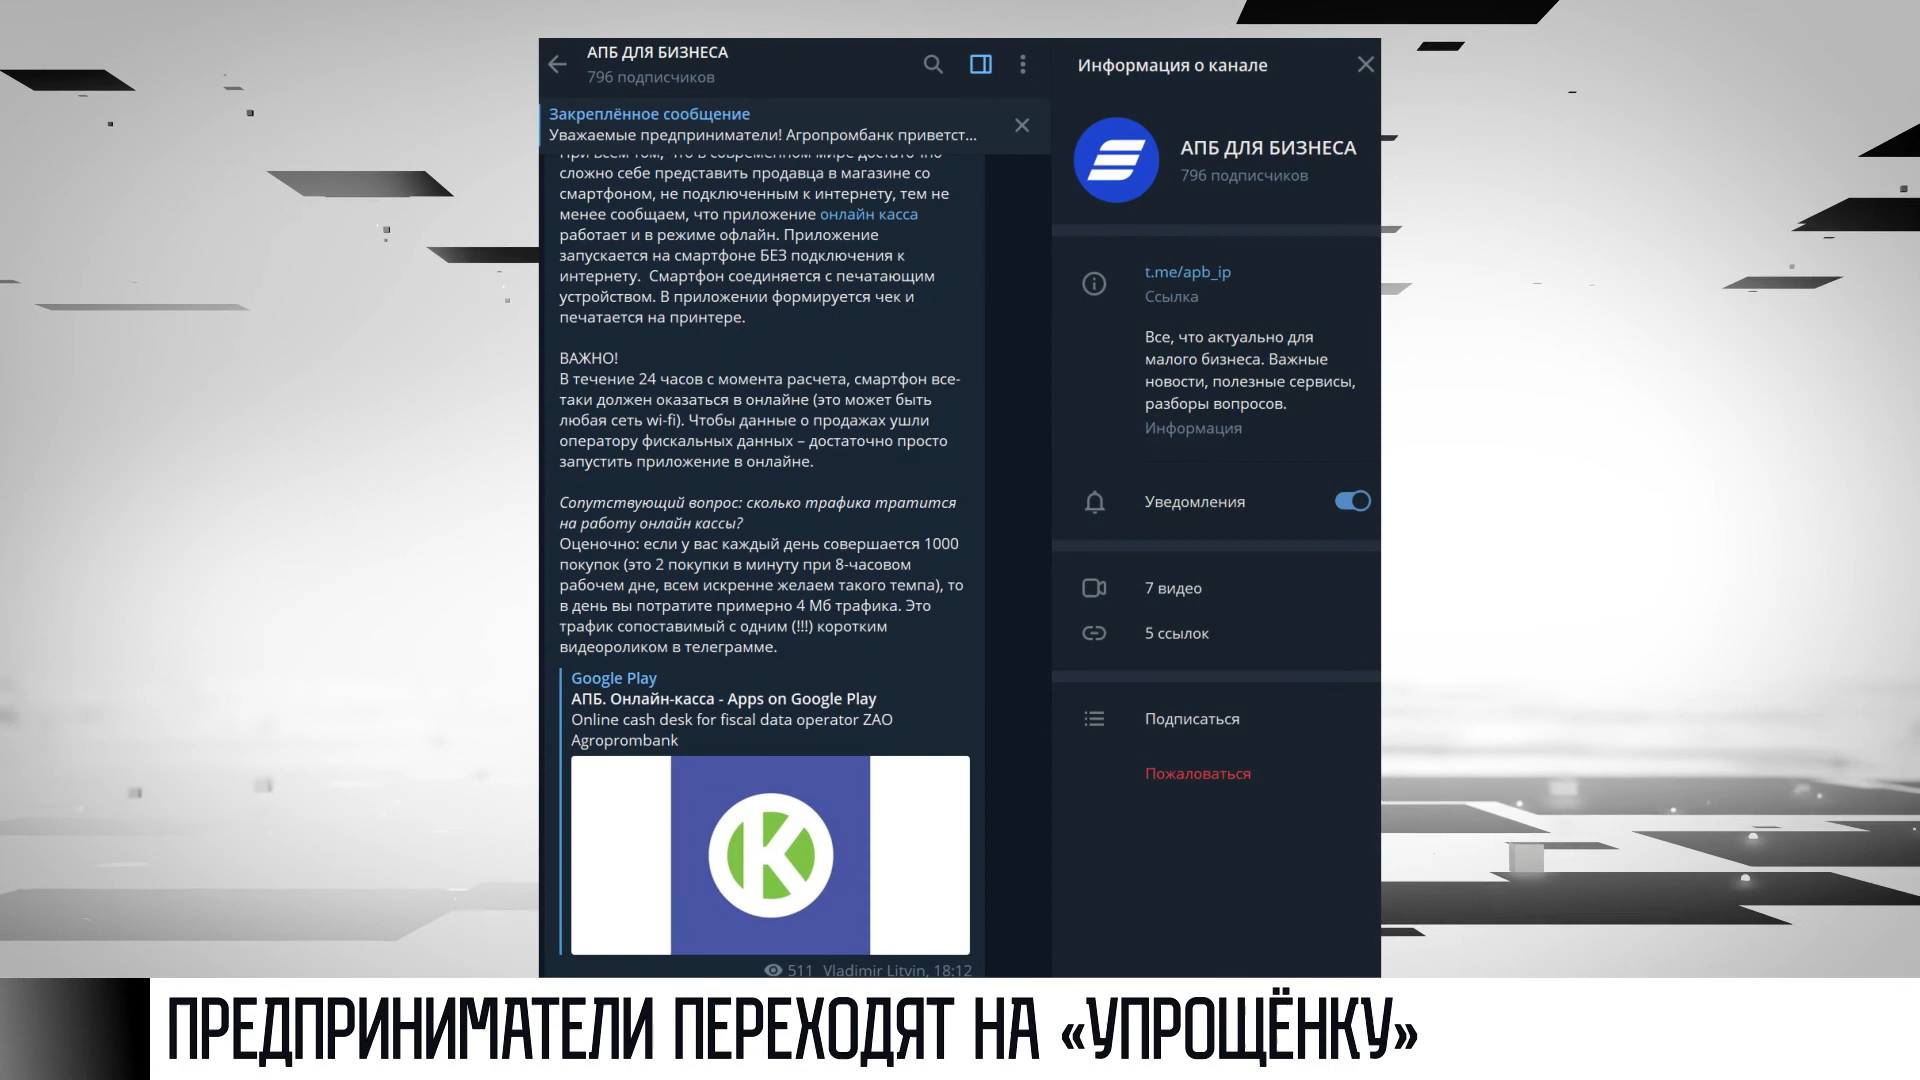 АПБ ДЛЯ БИЗНЕСА
796 подписчиков
Закреплённое сообщение
Уважаемые предприниматели! Агропромбанк приветст...
При всем том, что в современном мире достаточно
сложно себе представить продавца в магазине со
смартфоном, не подключенным к интернету, тем не
менее сообщаем, что приложение онлайн касса
работает и в режиме офлайн. Приложение
запускается на смартфоне БЕЗ подключения к
интернету. Смартфон соединяется с печатающим
устройством. В приложении формируется чек и
печатается на принтере.
ВАЖНО!
В течение 24 часов с момента расчета, смартфон все-
таки должен оказаться в онлайне (это может быть
любая сеть wi-fi). Чтобы данные о продажах ушли
оператору фискальных данных – достаточно просто
запустить приложение в онлайне.
Сопутствующий вопрос: сколько трафика тратится
на работу онлайн кассы?
Оценочно: если у вас каждый день совершается 1000
покупок (это 2 покупки в минуту при 8-часовом
рабочем дне, всем искренне желаем такого темпа), то
в день вы потратите примерно 4 Мб трафика. Это
трафик сопоставимый с одним (!!!) коротким
видеороликом в телеграмме.
Google Play
АПБ. Онлайн-касса - Apps on Google Play
Online cash desk for fiscal data operator ZAO
Agroprombank
K
511 Vladimir Litvin, 18:12
Информация о канале
АПБ ДЛЯ БИЗНЕСА
796 подписчиков
t.me/apb_ip
Ссылка
Все, что актуально для
малого бизнеса. Важные
новости, полезные сервисы,
разборы вопросов.
Информация
Уведомления
7 видео
5 ссылок
Подписаться
Пожаловаться
ПРЕДПРИНИМАТЕЛИ ПЕРЕХОДЯТ НА «УПРОЩЁНКУ»